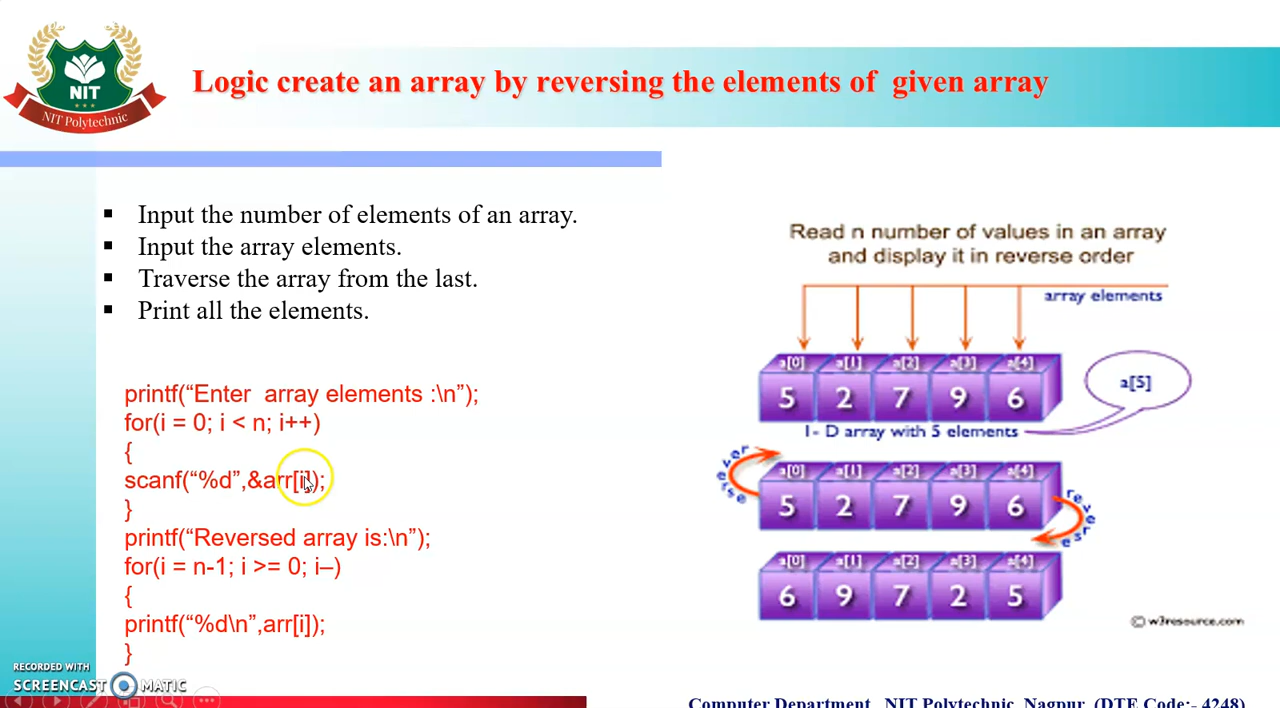 NIT
NIT Polytechnic
Logic create an array by reversing the elements of given array
▪ Input the number of elements of an array.
▪ Input the array elements.
▪ Traverse the array from the last.
▪ Print all the elements.
printf(“Enter array elements :\n”);
for(i = 0; i < n; i++)
{
scanf(“%d”,&arr[i]);
}
printf(“Reversed array is:\n”);
for(i = n-1; i >= 0; i–)
{
printf(“%d\n”,arr[i]);
}
Read n number of values in an array
and display it in reverse order
array elements
a[0] a[1] a[2] a[3] a[4]
5 2 7 9 6
a[5]
1- D array with 5 elements
reverse
a[0] a[1] a[2] a[3] a[4]
5 2 7 9 6
reverse
a[0] a[1] a[2] a[3] a[4]
6 9 7 2 5
© w3resource.com
RECORDED WITH
SCREENCAST MATIC
Computer Department, NIT Polytechnic, Nagpur (DTE Code:- 4248)